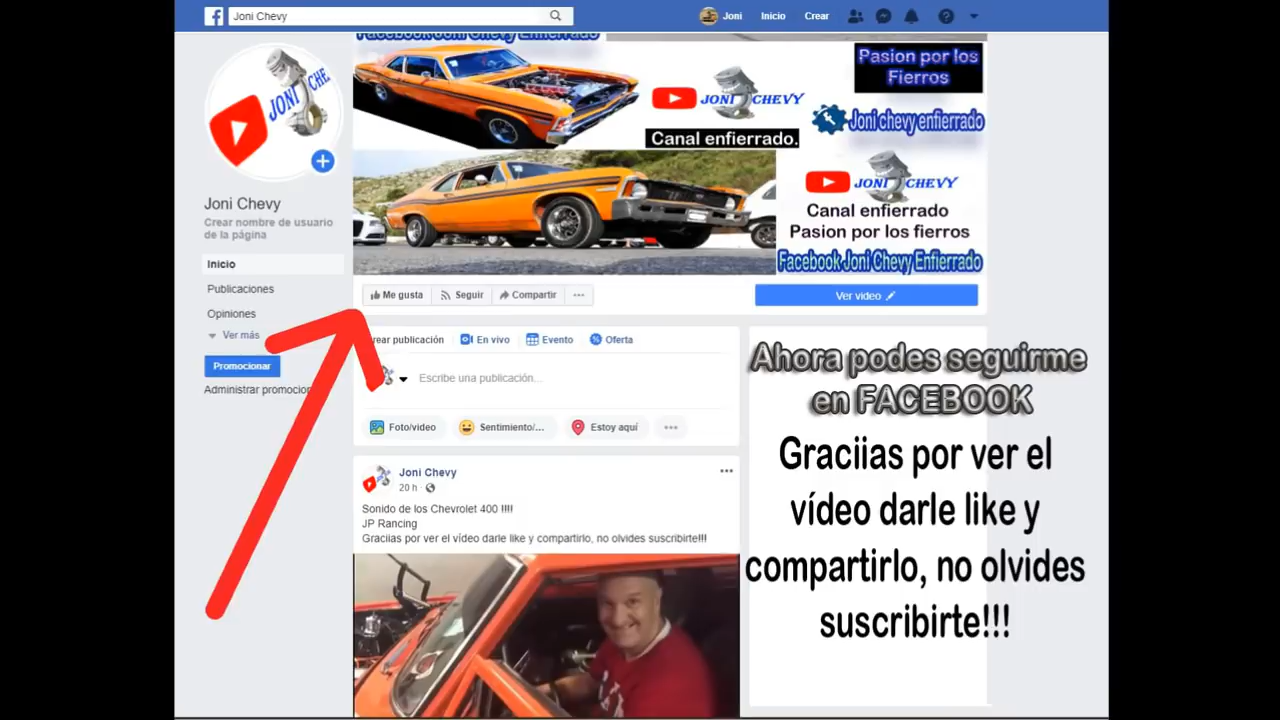 Joni Chevy
Joni
Inicio
Crear
JONI CHE
Joni Chevy
Crear nombre de usuario
de la página
Inicio
Publicaciones
Opiniones
Ver más
Promocionar
Administrar promocio
Facebook Joni Chevy Enfierrado
JONI CHEVY
Canal enfierrado.
Pasion por los
Fierros
Joni chevy enfierrado
JONI CHEVY
Canal enfierrado
Pasion por los fierros
Facebook Joni Chevy Enfierrado
Me gusta
Seguir
Compartir
Ver video
rear publicación
En vivo
Evento
Oferta
Escribe una publicación...
Foto/video
Sentimiento/...
Estoy aquí
Joni Chevy
20 h
Sonido de los Chevrolet 400 !!!!
JP Rancing
Graciias por ver el vídeo darle like y compartirlo, no olvides suscribirte!!!
Ahora podes seguirme
en FACEBOOK
Graciias por ver el
vídeo darle like y
compartirlo, no olvides
suscribirte!!!